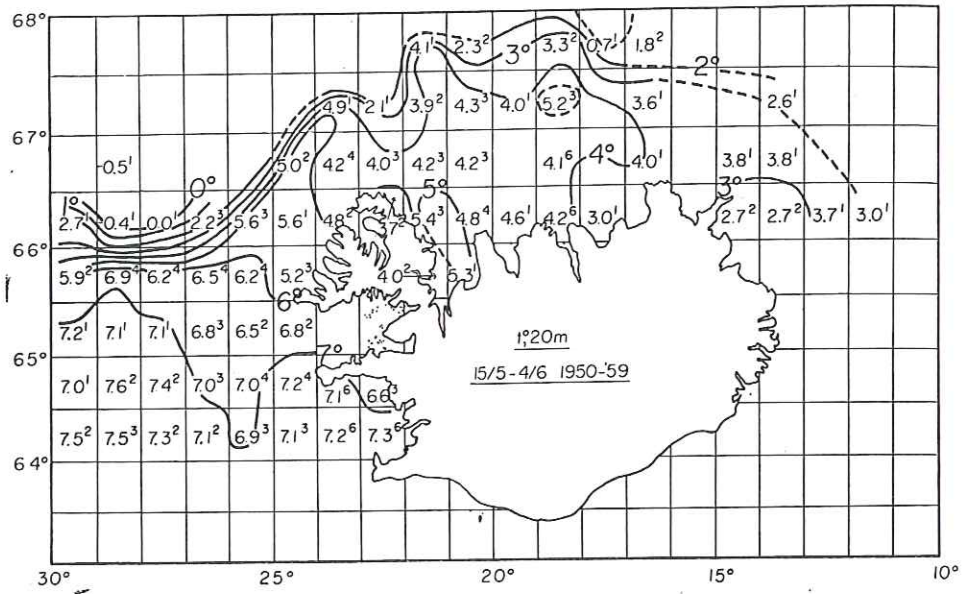 68°
4.1¹ 2.3² 3° 3.3² 0.7¹ 1.8²
2°
4.9¹ 2.1¹ 3.9² 4.3³ 4.0¹ 5.2³ 3.6¹ 2.6¹
67°
-0.5¹ 5.0² 4.2⁴ 4.0³ 4.2³ 4.2³ 4.1⁶ 4° 4.0¹ 3.8¹ 3.8¹
1° 0° 5° 3°
2.7¹ 0.4¹ 0.0¹ 2.2³ 5.6³ 5.6¹ 4.8² 5.4³ 4.8⁴ 4.6¹ 4.2⁶ 3.0¹ 2.7² 2.7² 3.7¹ 3.0¹
66°
5.9² 6.9⁴ 6.2⁴ 6.5⁴ 6.2⁴ 5.2³ 4.0² 5.3¹
6°
7.2¹ 7.1¹ 7.1¹ 6.8³ 6.5² 6.8²
t°,20m
65° 7°
15/5-4/6 1950-'59
7.0¹ 7.6² 7.4² 7.0³ 7.0⁴ 7.2⁴ 7.1⁶ 6.6³
7.5² 7.5³ 7.3² 7.1² 6.9³ 7.1³ 7.2⁶ 7.3⁶
64°
30° 25° 20° 15° 10°